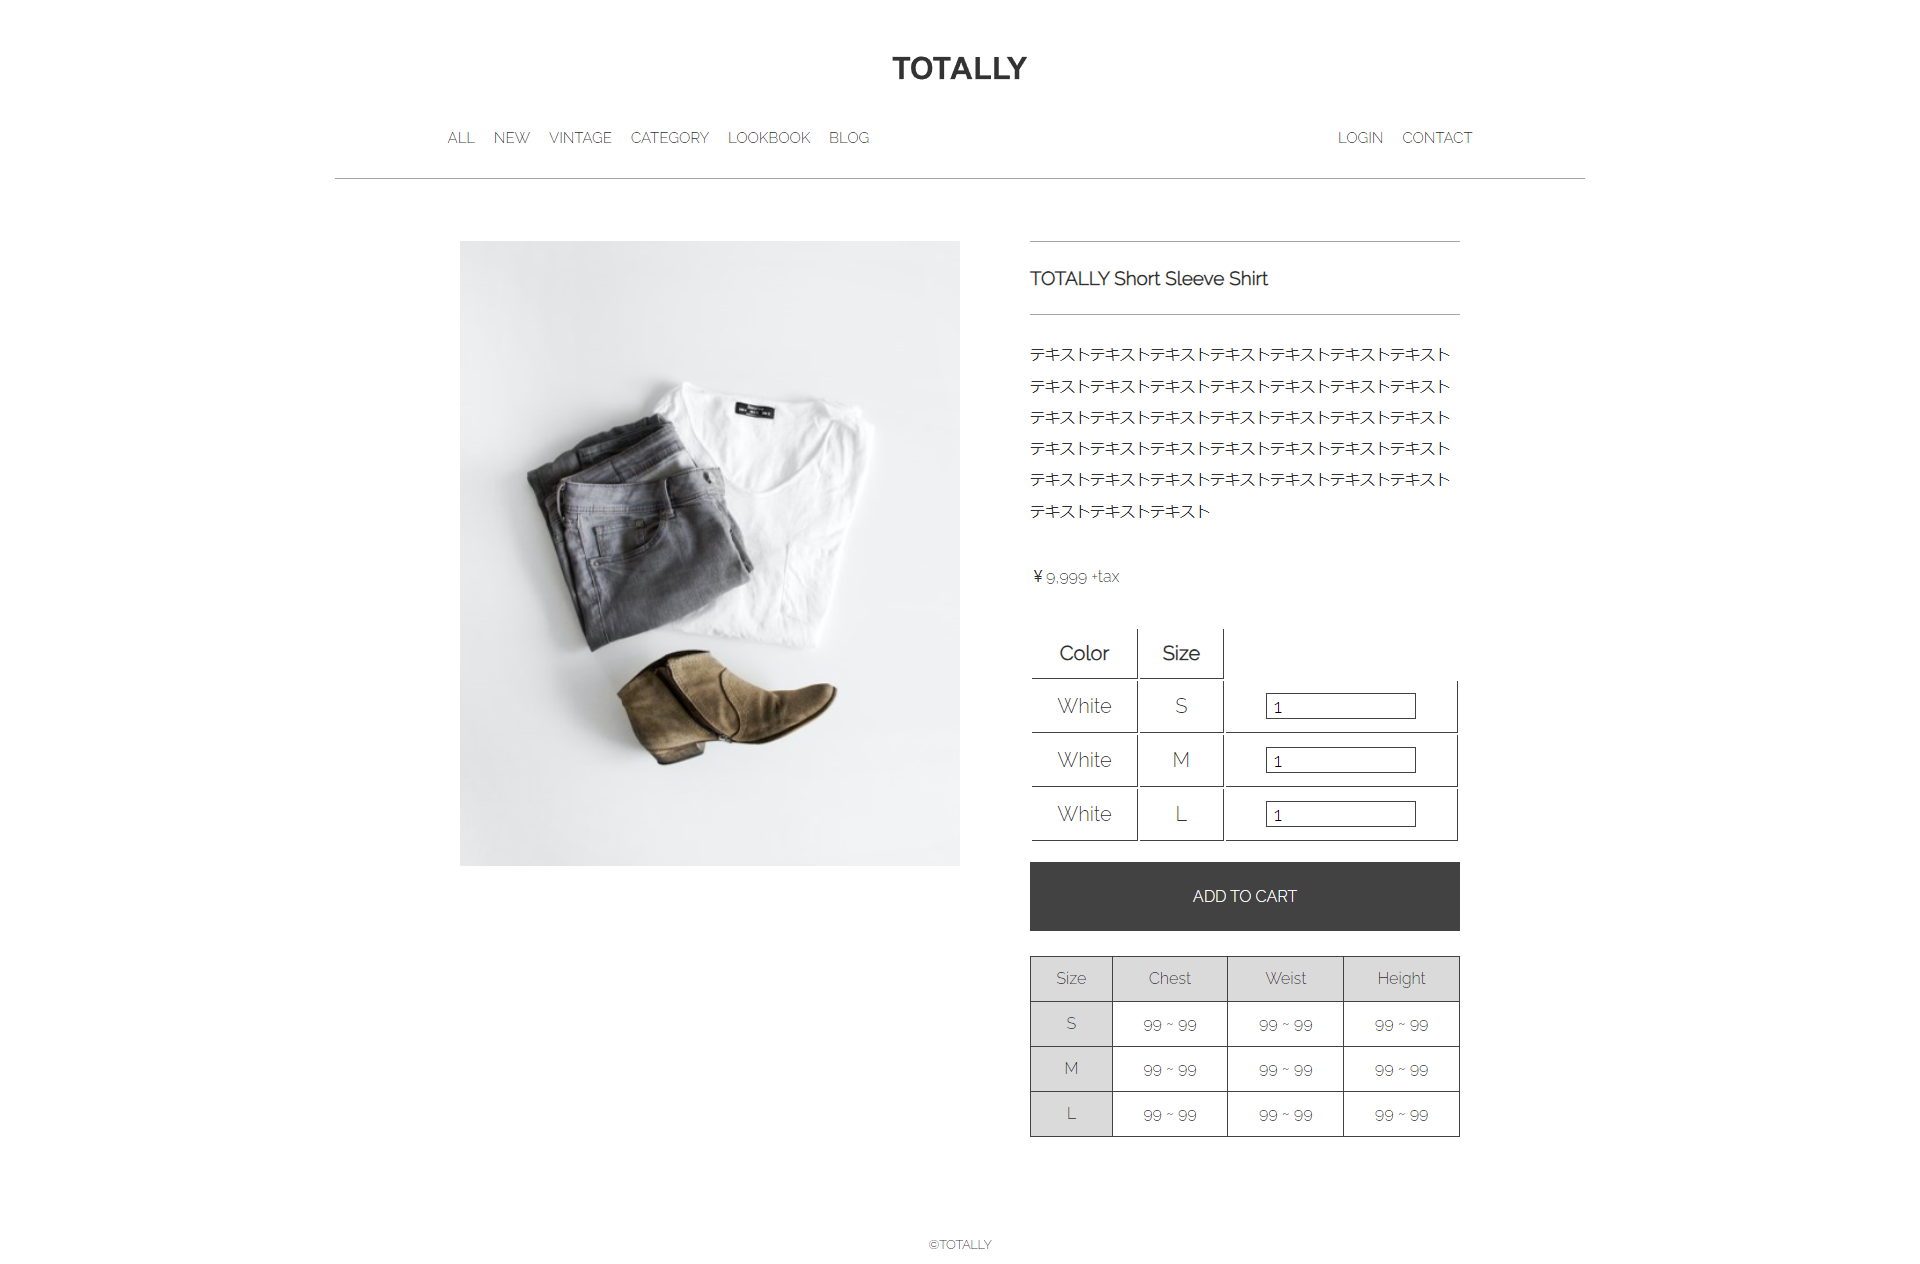 TOTALLY
ALL NEW VINTAGE CATEGORY LOOKBOOK BLOG LOGIN CONTACT
TOTALLY Short Sleeve Shirt
テキストテキストテキストテキストテキストテキストテキスト
テキストテキストテキストテキストテキストテキストテキスト
テキストテキストテキストテキストテキストテキストテキスト
テキストテキストテキストテキストテキストテキストテキスト
テキストテキストテキストテキストテキストテキストテキスト
テキストテキストテキスト
¥9,999 +tax
Color Size
White S 1
White M 1
White L 1
ADD TO CART
Size Chest Weist Height
S 99 ~ 99 99 ~ 99 99 ~ 99
M 99 ~ 99 99 ~ 99 99 ~ 99
L 99 ~ 99 99 ~ 99 99 ~ 99
©TOTALLY